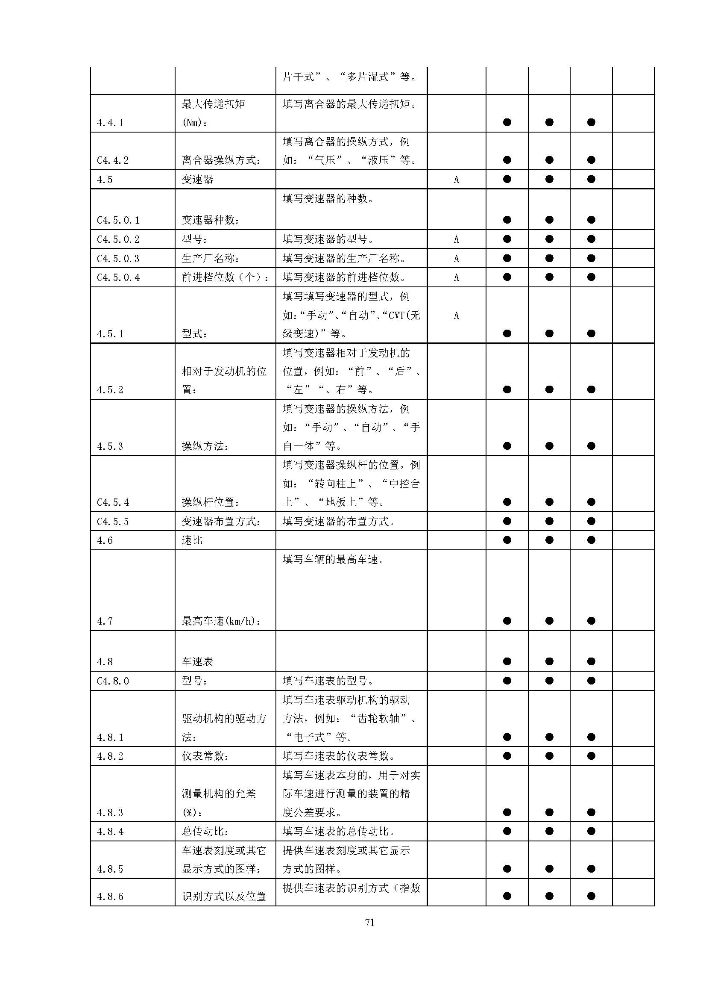 片干式”、“多片湿式”等。
4.4.1 最大传递扭矩 填写离合器的最大传递扭矩。
(Nm): ● ● ●
C4.4.2 离合器操纵方式: 填写离合器的操纵方式，例
如：“气压”、“液压”等。 ● ● ●
4.5 变速器 A ● ● ●
填写变速器的种数。
C4.5.0.1 变速器种数: ● ● ●
C4.5.0.2 型号: 填写变速器的型号。 A ● ● ●
C4.5.0.3 生产厂名称: 填写变速器的生产厂名称。 A ● ● ●
C4.5.0.4 前进档位数（个）: 填写变速器的前进档位数。 A ● ● ●
填写填写变速器的型式，例
如：“手动”、“自动”、“CVT(无 A
4.5.1 型式: 级变速)”等。 ● ● ●
填写变速器相对于发动机的
相对于发动机的位 位置，例如：“前”、“后”、
4.5.2 置: “左”“、右”等。 ● ● ●
填写变速器的操纵方法，例
如：“手动”、“自动”、“手
4.5.3 操纵方法: 自一体”等。 ● ● ●
填写变速器操纵杆的位置，例
如：“转向柱上”、“中控台
C4.5.4 操纵杆位置: 上”、“地板上”等。 ● ● ●
C4.5.5 变速器布置方式: 填写变速器的布置方式。 ● ● ●
4.6 速比 ● ● ●
填写车辆的最高车速。
4.7 最高车速(km/h): ● ● ●
4.8 车速表 ● ● ●
C4.8.0 型号: 填写车速表的型号。 ● ● ●
填写车速表驱动机构的驱动
驱动机构的驱动方 方法，例如：“齿轮软轴”、
4.8.1 法: “电子式”等。 ● ● ●
4.8.2 仪表常数: 填写车速表的仪表常数。 ● ● ●
填写车速表本身的，用于对实
测量机构的允差 际车速进行测量的装置的精
4.8.3 (%): 度公差要求。 ● ● ●
4.8.4 总传动比: 填写车速表的总传动比。 ● ● ●
车速表刻度或其它 提供车速表刻度或其它显示
4.8.5 显示方式的图样: 方式的图样。 ● ● ●
提供车速表的识别方式（指数
4.8.6 识别方式以及位置 ● ● ●
71